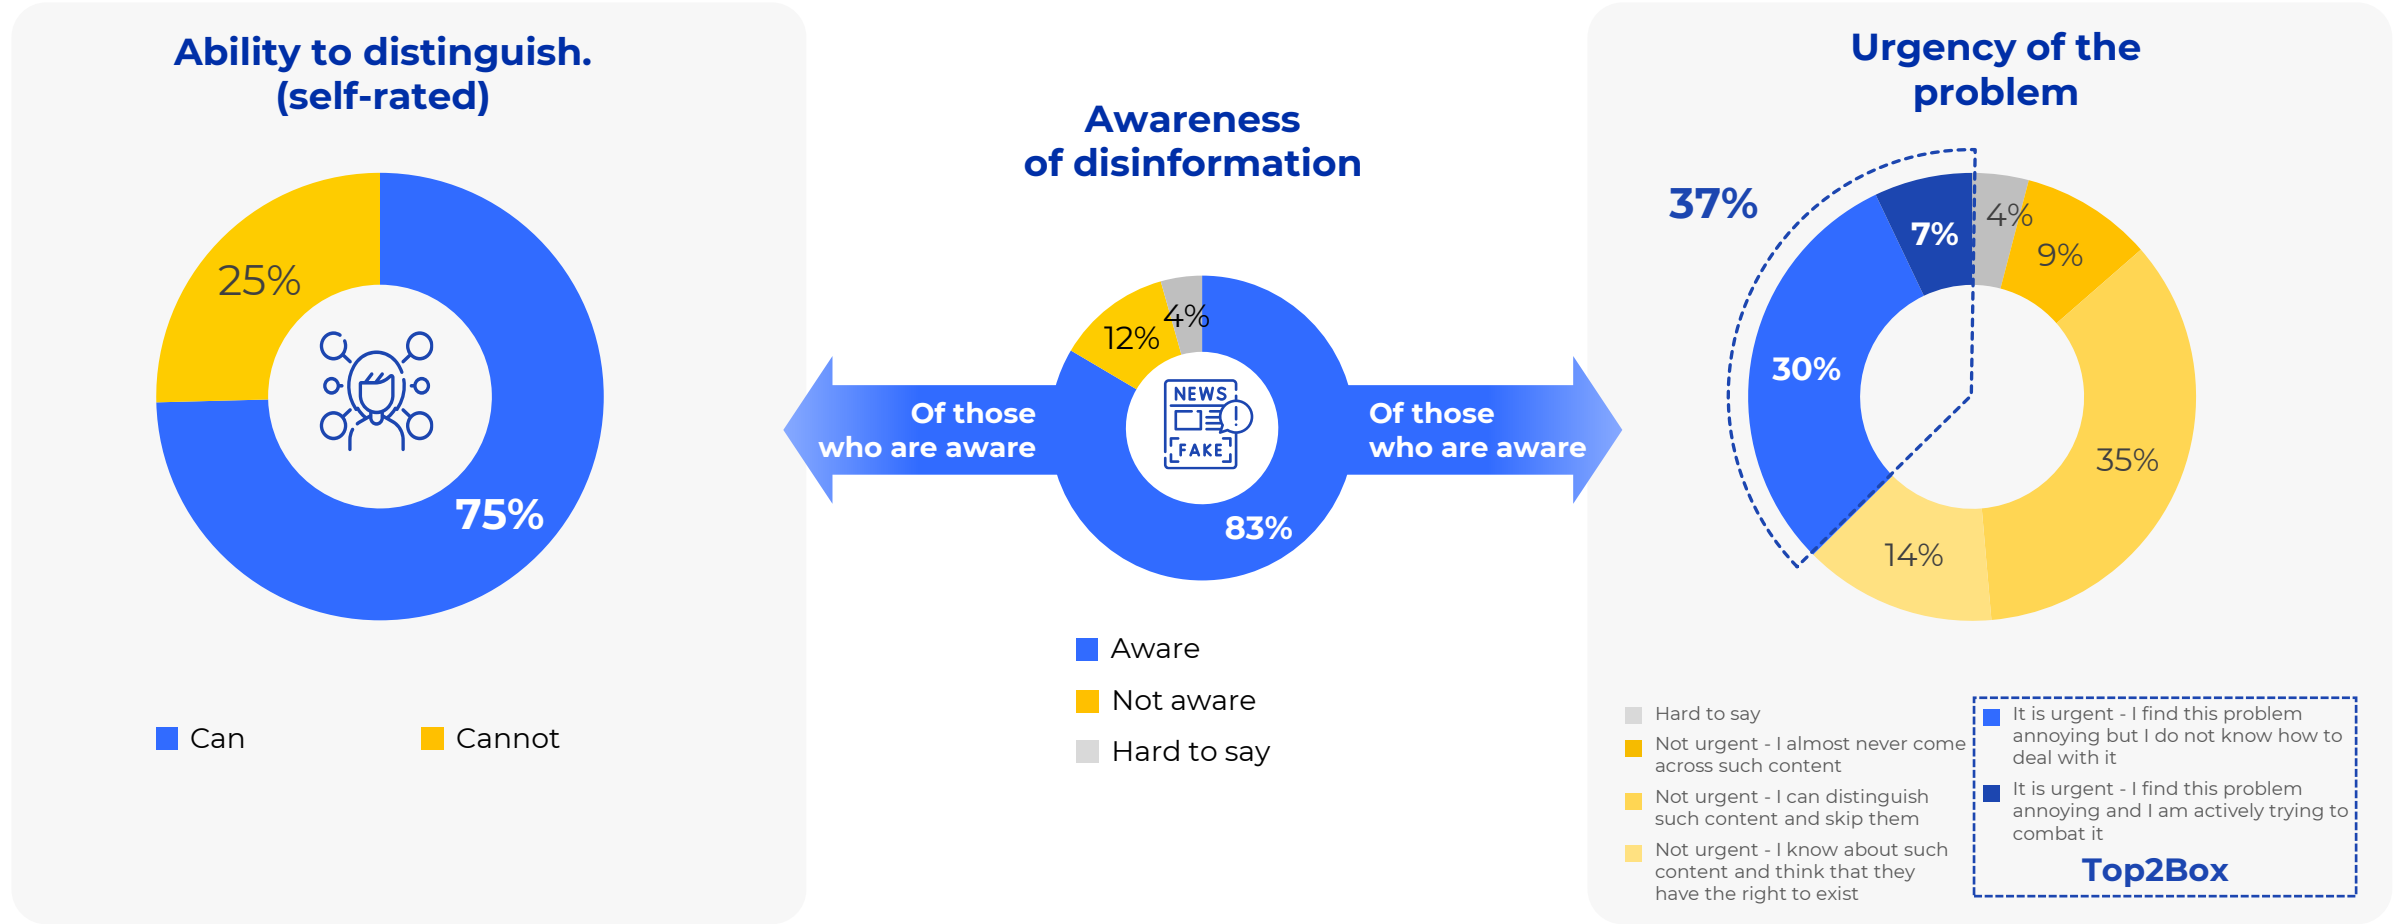 Ability to distinguish.
(self-rated)
25%
75%
Can
Cannot
Awareness
of disinformation
4%
12%
NEWS
FAKE
83%
Of those
who are aware
Of those
who are aware
Aware
Not aware
Hard to say
Urgency of the
problem
37%
7%
4%
9%
30%
35%
14%
Hard to say
Not urgent - I almost never come
across such content
Not urgent - I can distinguish
such content and skip them
Not urgent - I know about such
content and think that they
have the right to exist
It is urgent - I find this problem
annoying but I do not know how to
deal with it
It is urgent - I find this problem
annoying and I am actively trying to
combat it
Top2Box